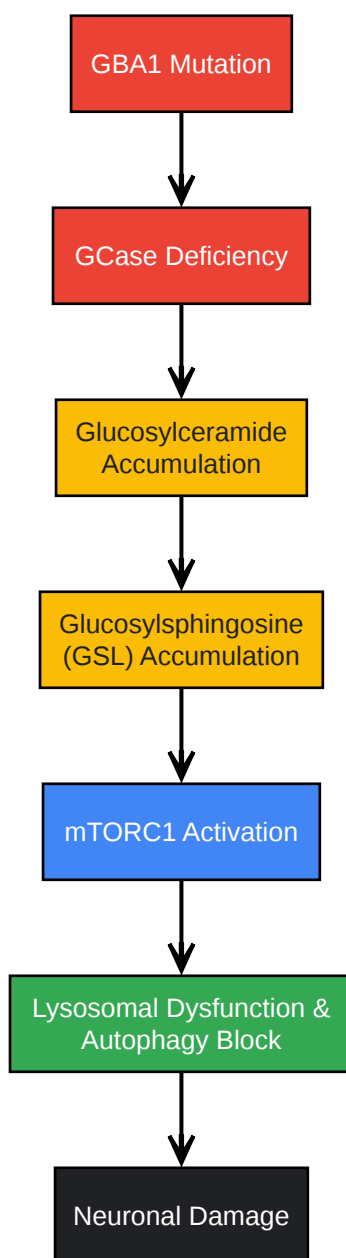 GBA1 Mutation
GCase Deficiency
Glucosylceramide
Accumulation
Glucosylsphingosine
(GSL) Accumulation
mTORC1 Activation
Lysosomal Dysfunction &
Autophagy Block
Neuronal Damage